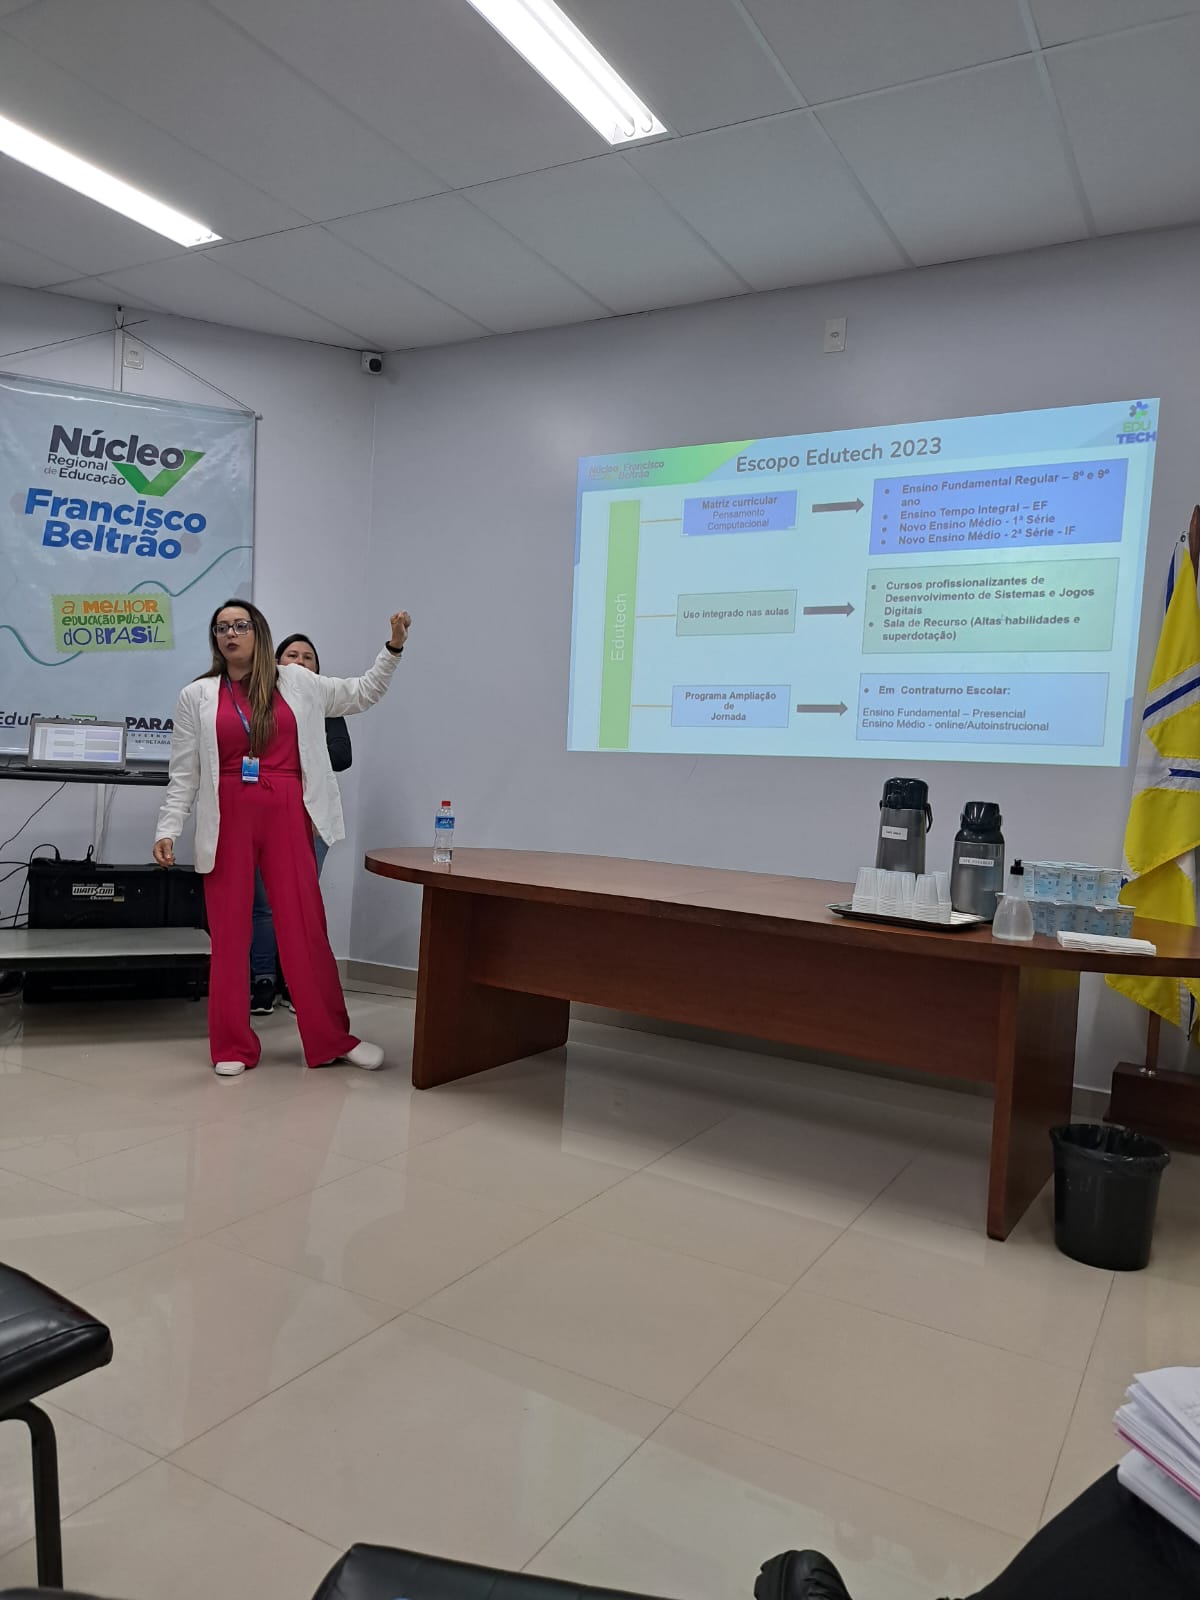 Núcleo
Regional
de Educação
Francisco
Beltrão
a MELHOR
EDUCAÇÃO PÚBLICA
do BRASIL
PARA
GOVERNO
SECRETARIA
WATTSOM
Núcleo Francisco
Beltrão
Escopo Edutech 2023
EDU
TECH
Edutech
Matriz curricular
Pensamento
Computacional
• Ensino Fundamental Regular – 8º e 9º
ano
• Ensino Tempo Integral – EF
• Novo Ensino Médio - 1ª Série
• Novo Ensino Médio - 2ª Série - IF
Uso integrado nas aulas
• Cursos profissionalizantes de
Desenvolvimento de Sistemas e Jogos
Digitais
• Sala de Recurso (Altas habilidades e
superdotação)
Programa Ampliação
de
Jornada
• Em Contraturno Escolar:
Ensino Fundamental – Presencial
Ensino Médio - online/Autoinstrucional